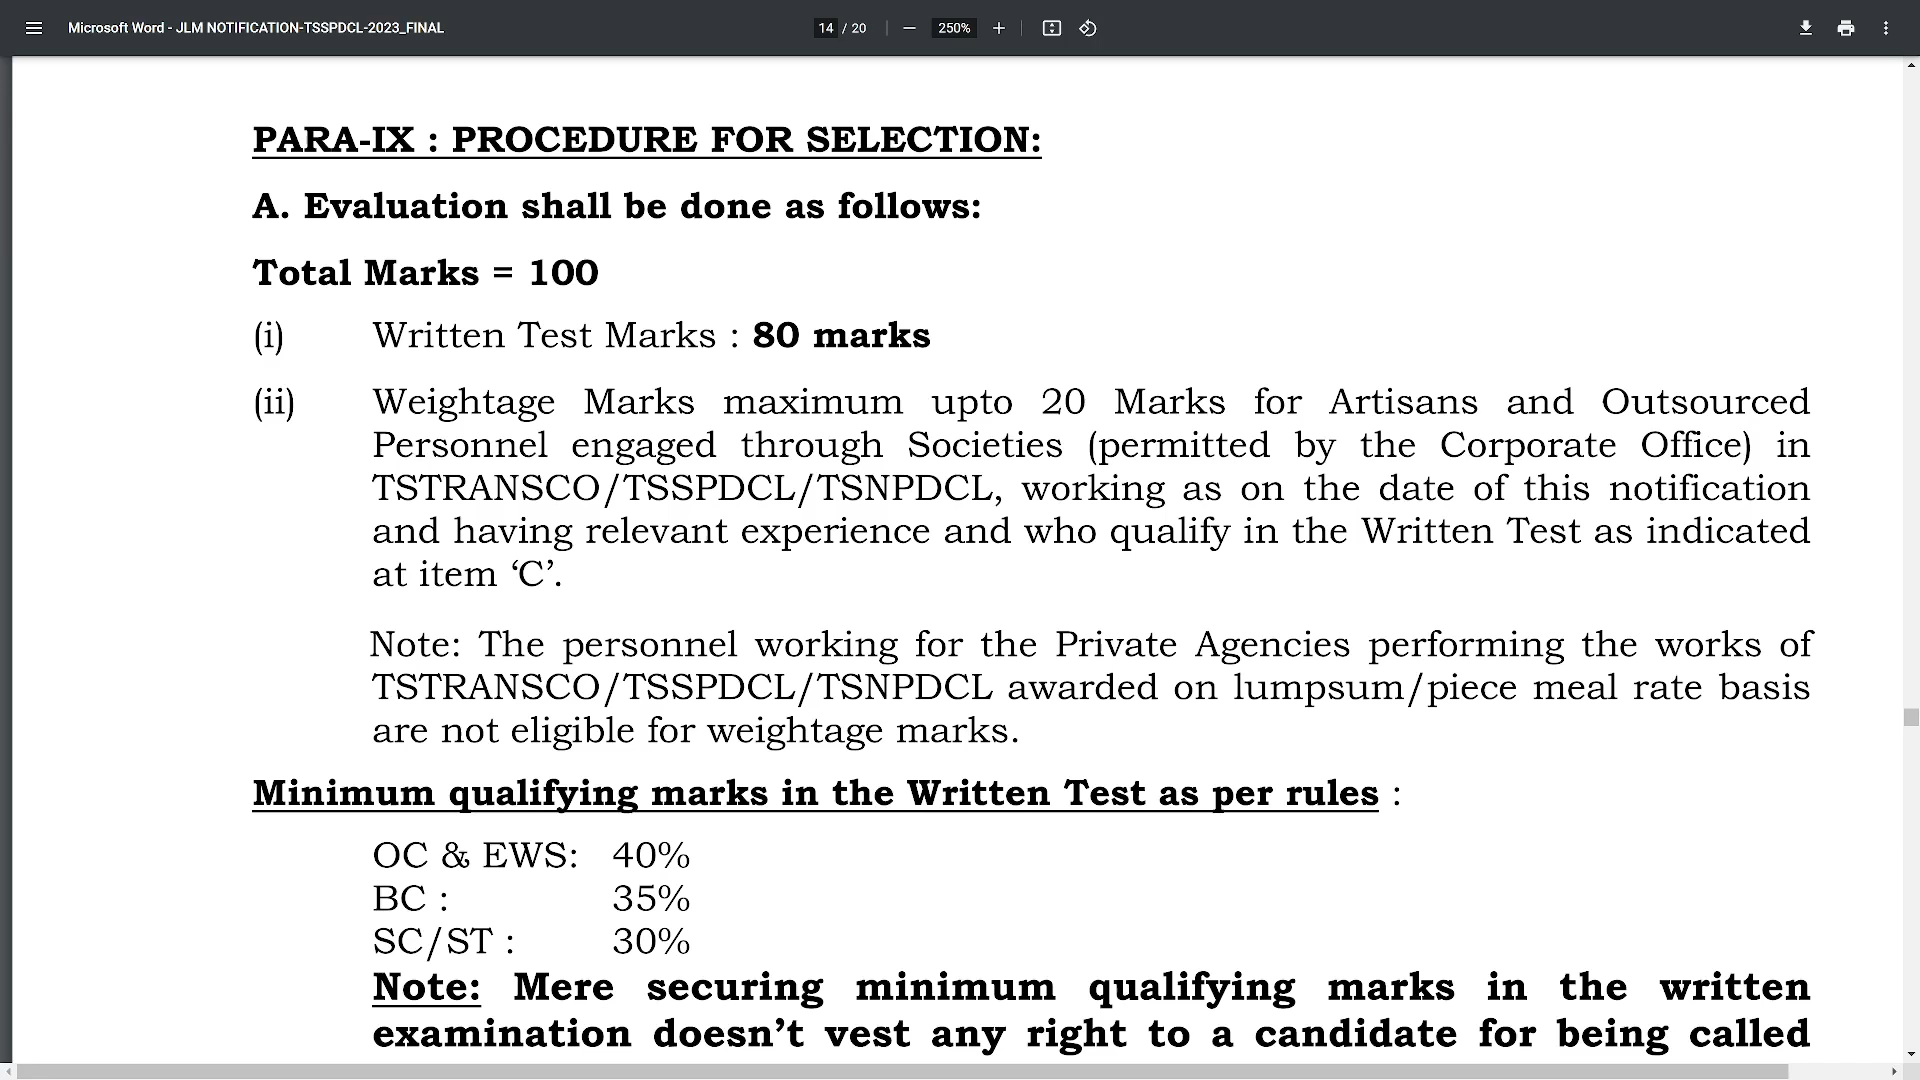 Microsoft Word - JLM NOTIFICATION-TSSPDCL-2023_FINAL
14 / 20
250%
PARA-IX : PROCEDURE FOR SELECTION:
A. Evaluation shall be done as follows:
Total Marks = 100
(i) Written Test Marks : 80 marks
(ii) Weightage Marks maximum upto 20 Marks for Artisans and Outsourced
Personnel engaged through Societies (permitted by the Corporate Office) in
TSTRANSCO/TSSPDCL/TSNPDCL, working as on the date of this notification
and having relevant experience and who qualify in the Written Test as indicated
at item ‘C’.
Note: The personnel working for the Private Agencies performing the works of
TSTRANSCO/TSSPDCL/TSNPDCL awarded on lumpsum/piece meal rate basis
are not eligible for weightage marks.
Minimum qualifying marks in the Written Test as per rules :
OC & EWS: 40%
BC : 35%
SC/ST : 30%
Note: Mere securing minimum qualifying marks in the written
examination doesn’t vest any right to a candidate for being called